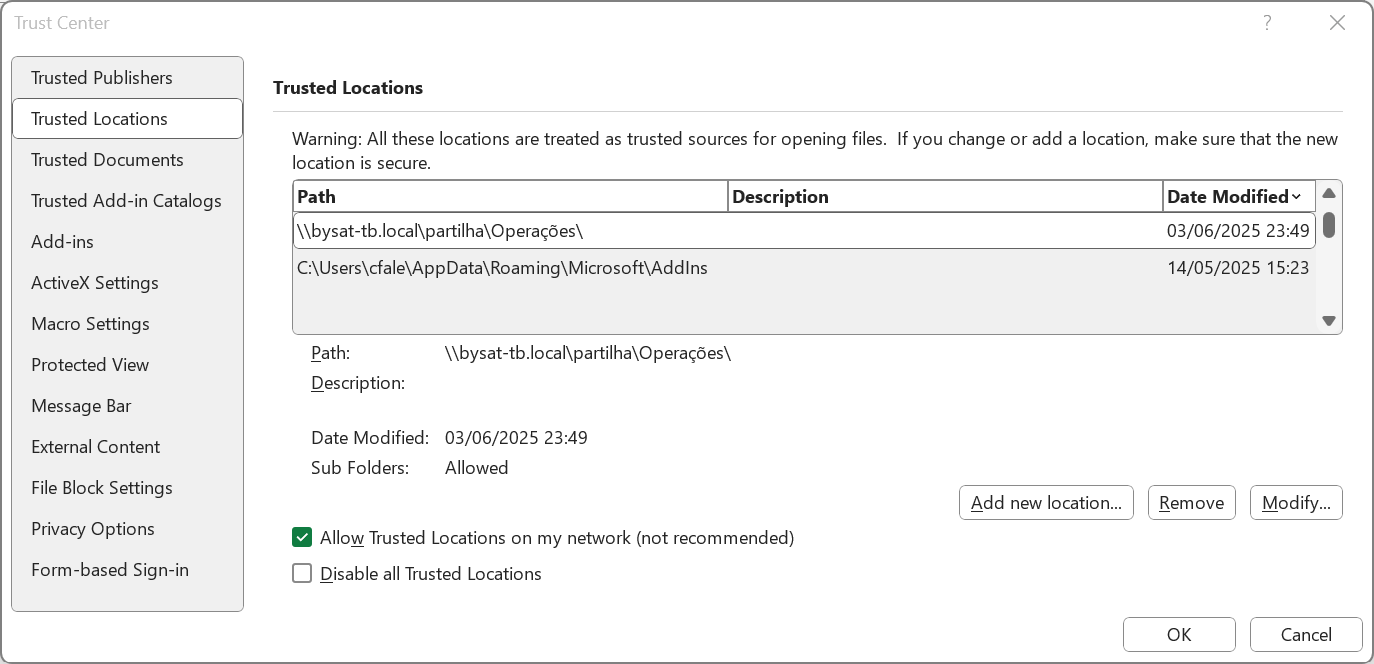 Trust Center
?
Trusted Publishers
Trusted Locations
Trusted Documents
Trusted Add-in Catalogs
Add-ins
ActiveX Settings
Macro Settings
Protected View
Message Bar
External Content
File Block Settings
Privacy Options
Form-based Sign-in
Trusted Locations
Warning: All these locations are treated as trusted sources for opening files.  If you change or add a location, make sure that the new
location is secure.
Path Description Date Modified
\\bysat-tb.local\partilha\Operações\ 03/06/2025 23:49
C:\Users\cfale\AppData\Roaming\Microsoft\AddIns 14/05/2025 15:23
Path: \\bysat-tb.local\partilha\Operações\
Description:
Date Modified: 03/06/2025 23:49
Sub Folders: Allowed
Add new location... Remove Modify...
Allow Trusted Locations on my network (not recommended)
Disable all Trusted Locations
OK Cancel